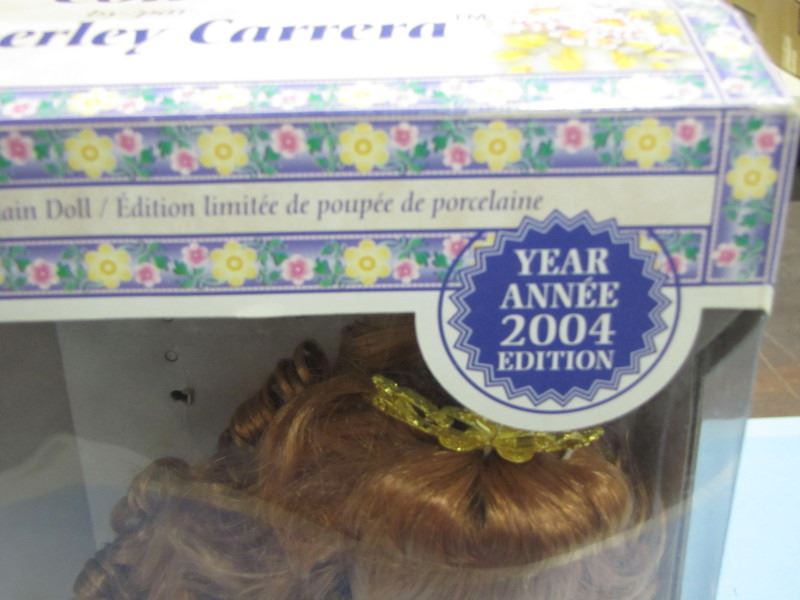 erley Carrera™
ain Doll / Édition limitée de poupée de porcelaine
YEAR
ANNÉE
2004
EDITION